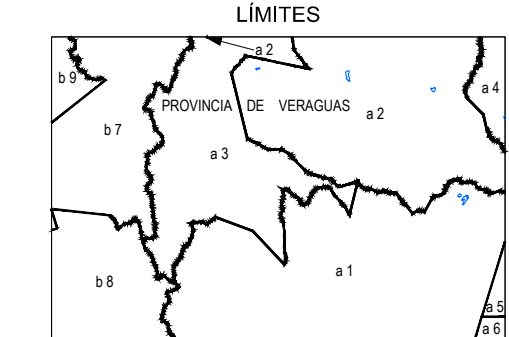 LÍMITES
a 2
b 9
a 4
PROVINCIA DE VERAGUAS
a 2
b 7
a 3
a 1
b 8
a 5
a 6